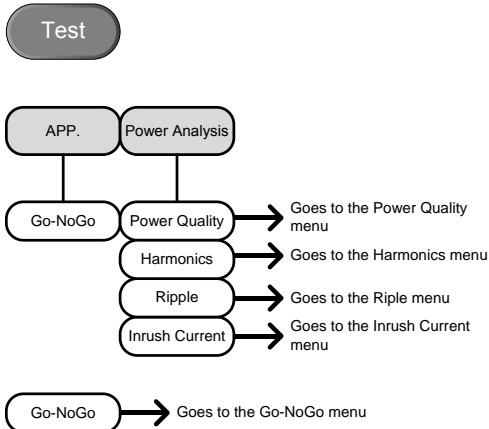 Test
APP. Power Analysis
Go-NoGo Power Quality Goes to the Power Quality
menu
Harmonics Goes to the Harmonics menu
Ripple Goes to the Riple menu
Inrush Current Goes to the Inrush Current
menu
Go-NoGo Goes to the Go-NoGo menu